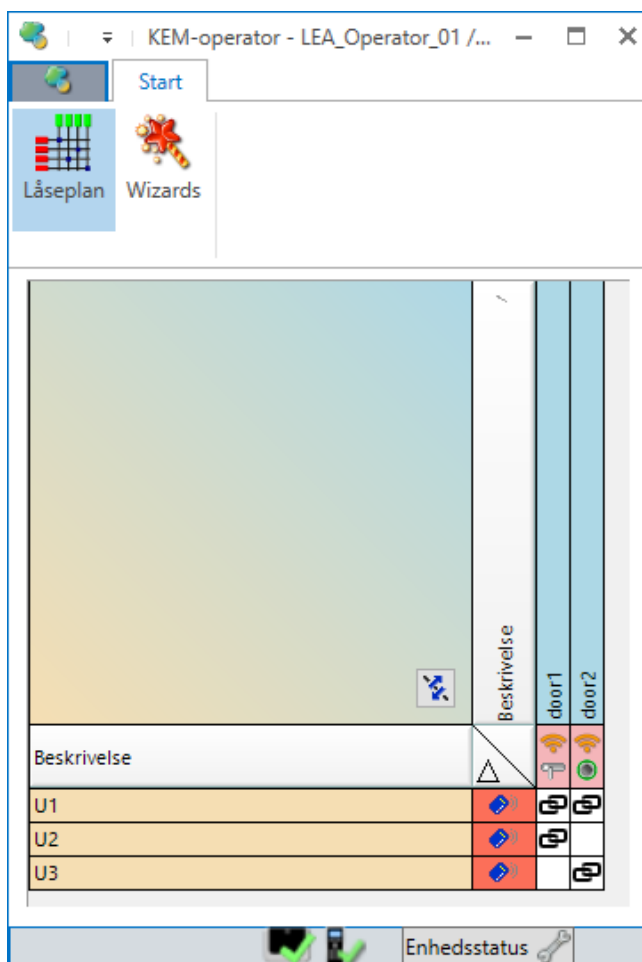 KEM-operator - LEA_Operator_01 /...
Start
Låseplan
Wizards
Beskrivelse
door1
door2
Beskrivelse
U1
U2
U3
Enhedsstatus